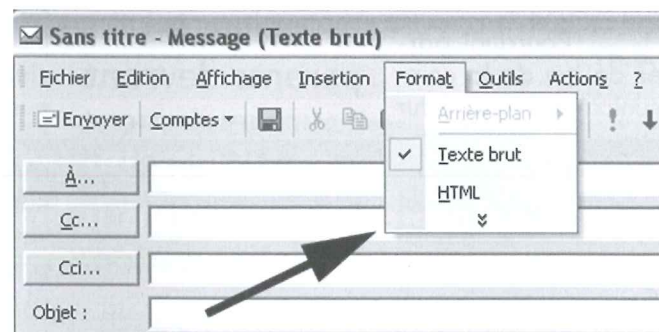 Sans titre - Message (Texte brut)
Fichier Edition Affichage Insertion Format Outils Actions ?
Envoyer Comptes
Arrière-plan
Texte brut
HTML
À...
Cc...
Cci...
Objet :